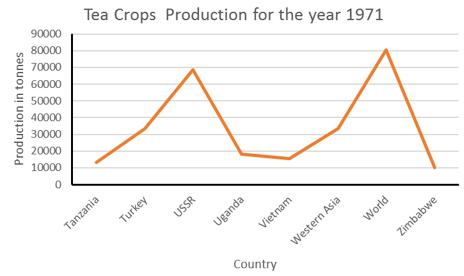 Tea Crops  Production for the year 1971
Production in tonnes
90000
80000
70000
60000
50000
40000
30000
20000
10000
0
Tanzania
Turkey
USSR
Uganda
Vietnam
Western Asia
World
Zimbabwe
Country